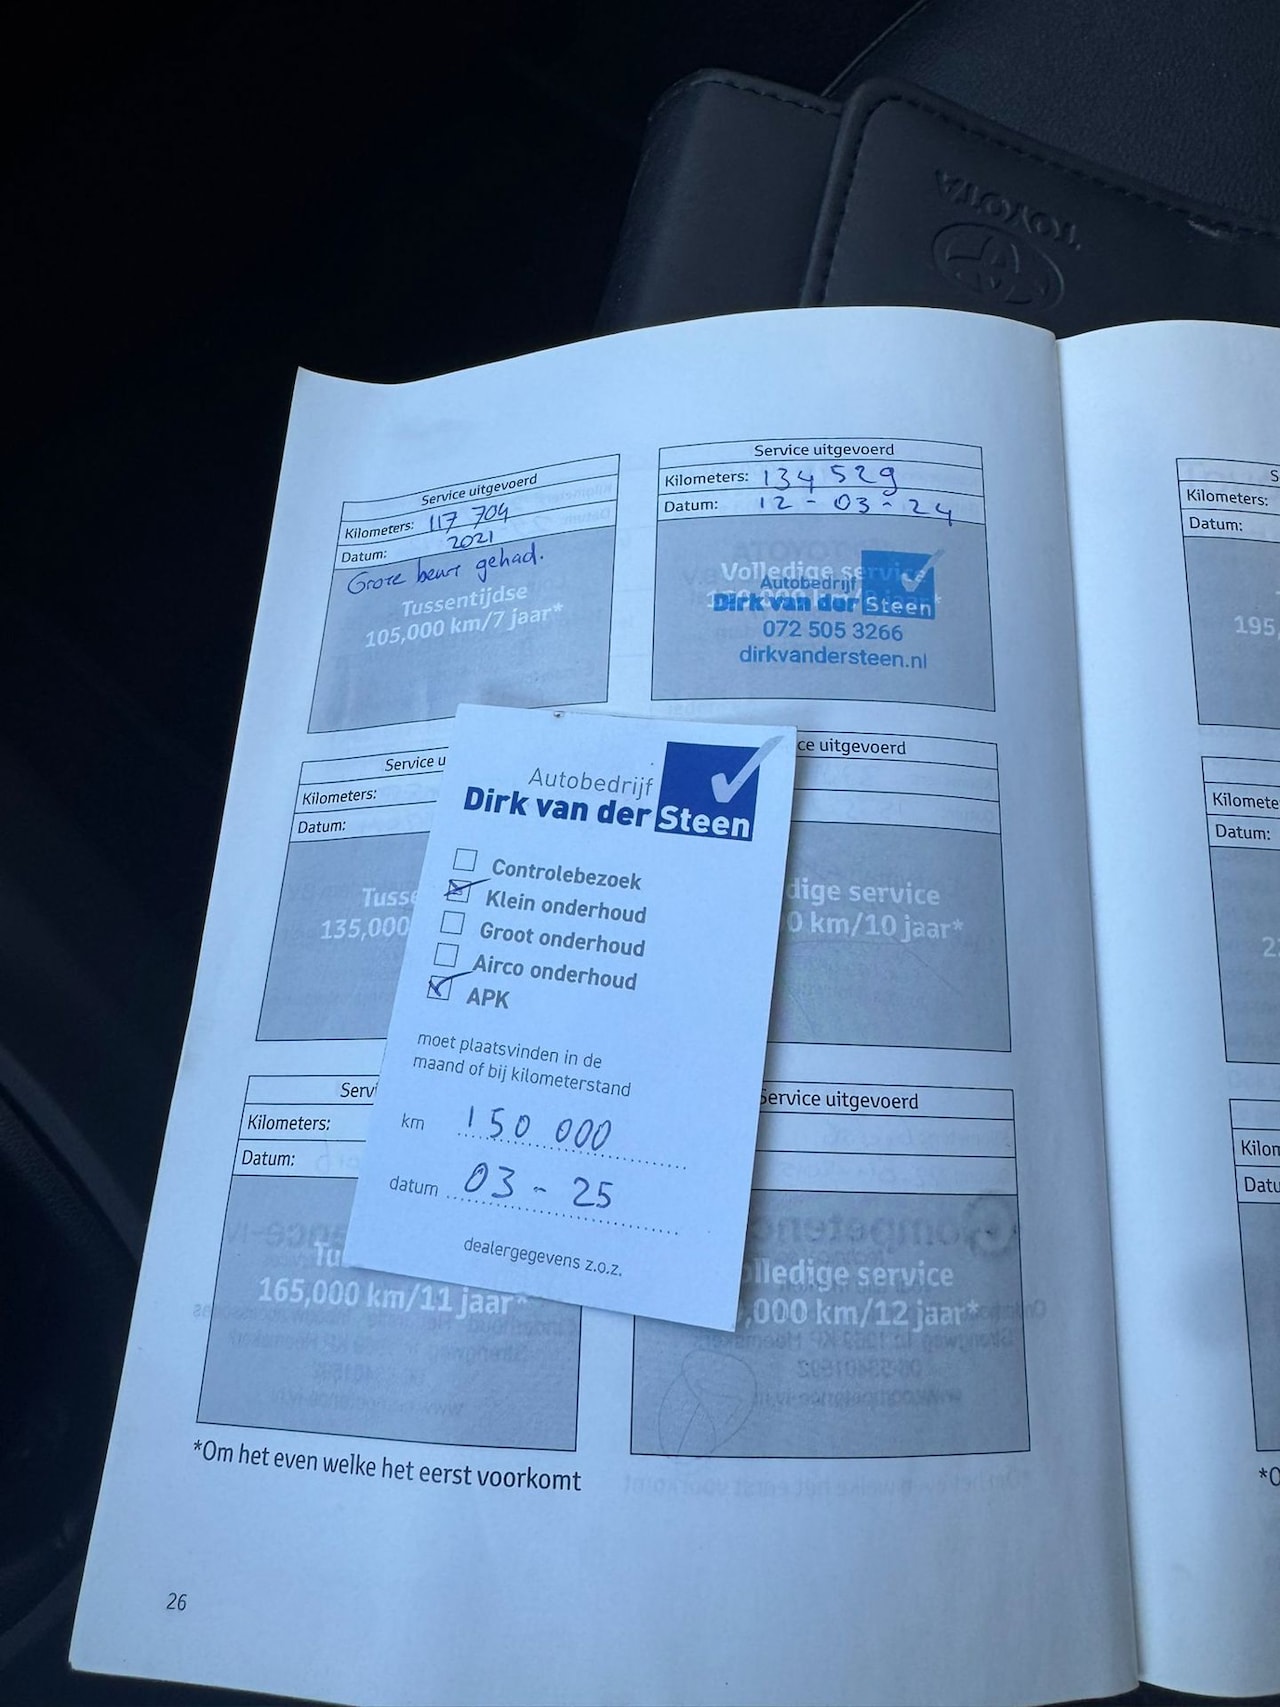 TOYOTA
Service uitgevoerd
Kilometers: 117 704
Datum: 2021
Grote beurt gehad.
Tussentijdse
105,000 km/7 jaar*
Service uitgevoerd
Kilometers: 134 529
Datum: 12-03-24
Volledige service
Autobedrijf
Dirk van der Steen
072 505 3266
dirkvandersteen.nl
Service u
Kilometers:
Datum:
Tusse
135,000
ce uitgevoerd
dige service
0 km/10 jaar*
Autobedrijf
Dirk van der Steen
Controlebezoek
Klein onderhoud
Groot onderhoud
Airco onderhoud
APK
moet plaatsvinden in de
maand of bij kilometerstand
km 150 000
datum 03-25
dealergegevens z.o.z.
Servi
Kilometers:
Datum:
Tu
165,000 km/11 jaar*
Service uitgevoerd
olledige service
,000 km/12 jaar*
*Om het even welke het eerst voorkomt
26
S
Kilometers:
Datum:
195
Kilomete
Datum:
2
Kilon
Datu
*O